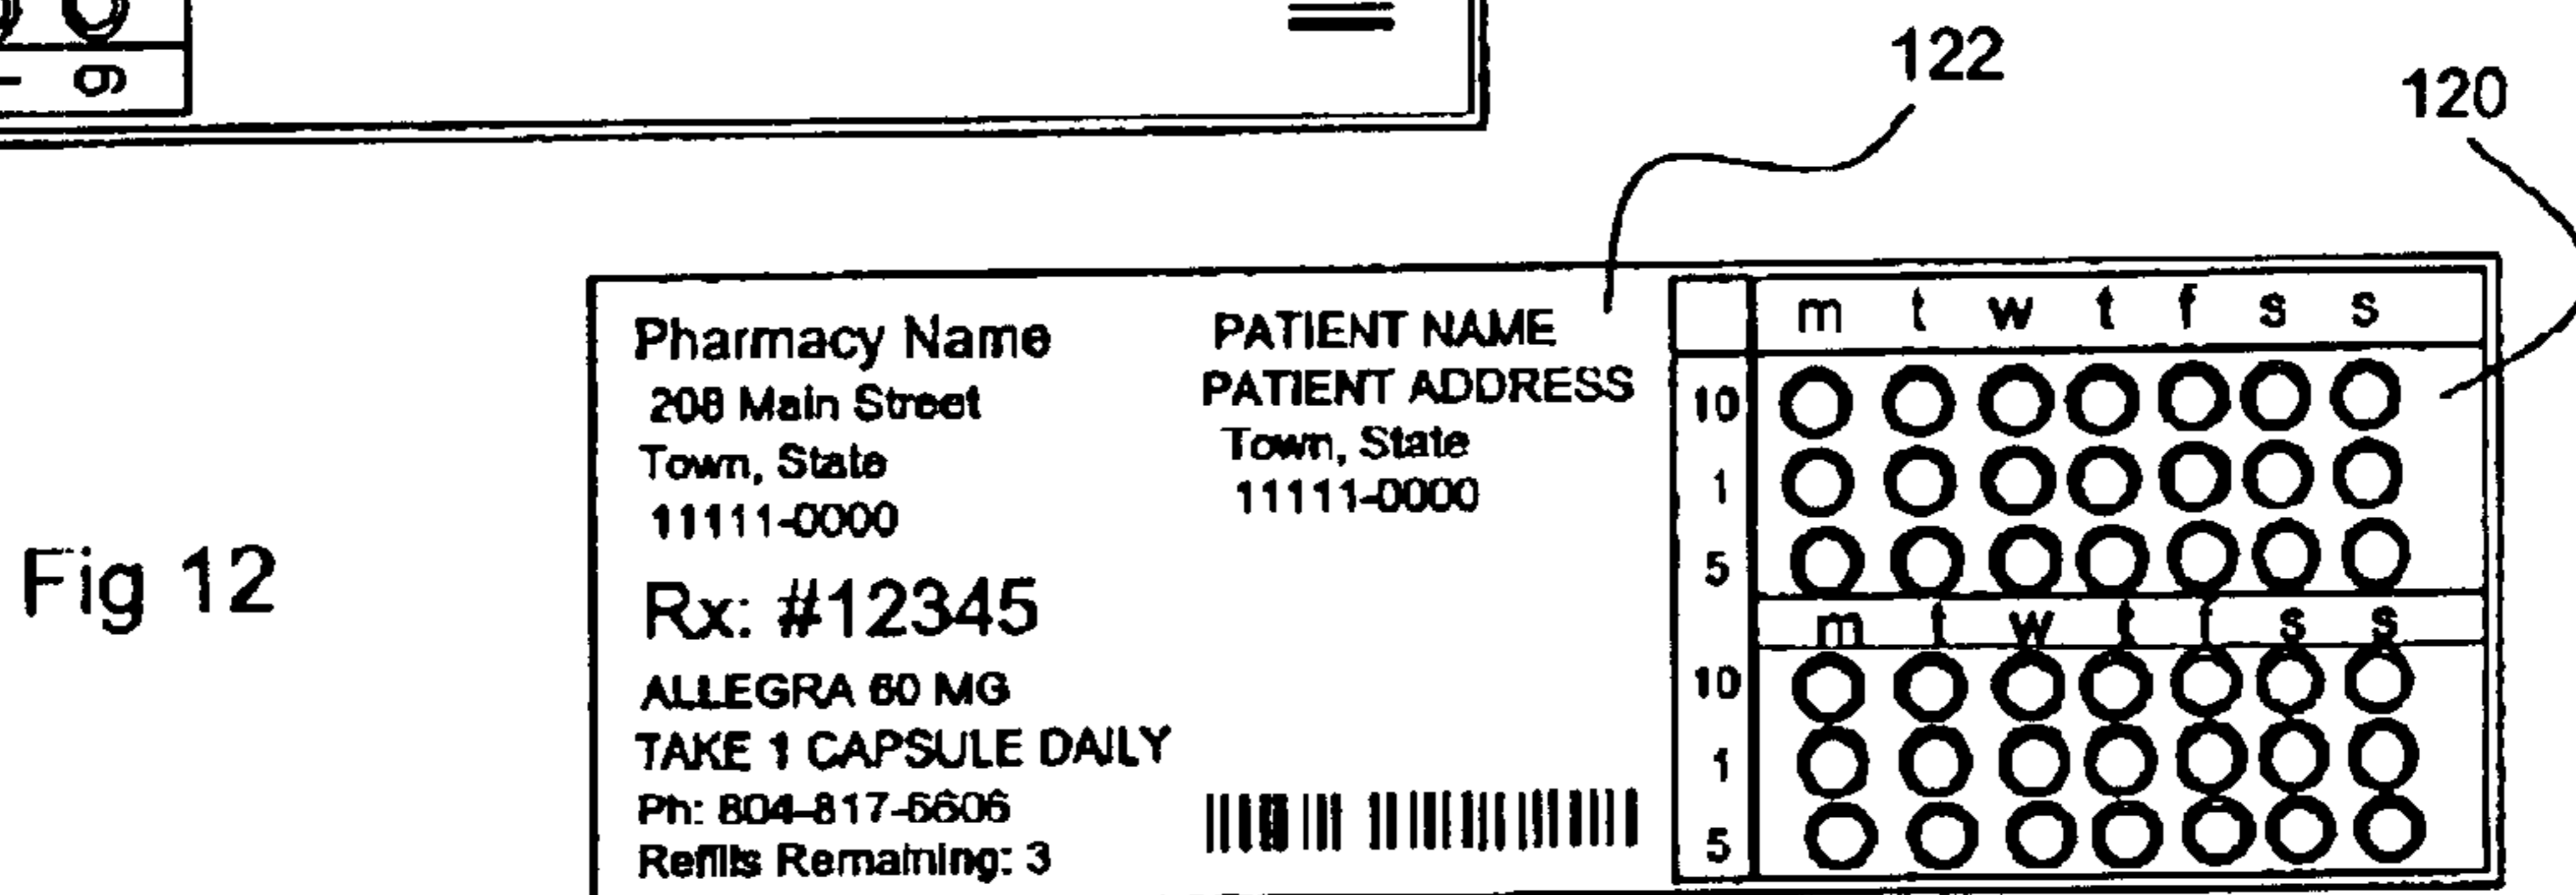 9
122
120
Fig 12
Pharmacy Name
208 Main Street
Town, State
11111-0000
Rx: #12345
ALLEGRA 60 MG
TAKE 1 CAPSULE DAILY
Ph: 804-817-6606
Refills Remaining: 3
PATIENT NAME
PATIENT ADDRESS
Town, State
11111-0000
m t w t f s s
10
1
5
m t w t f s s
10
1
5